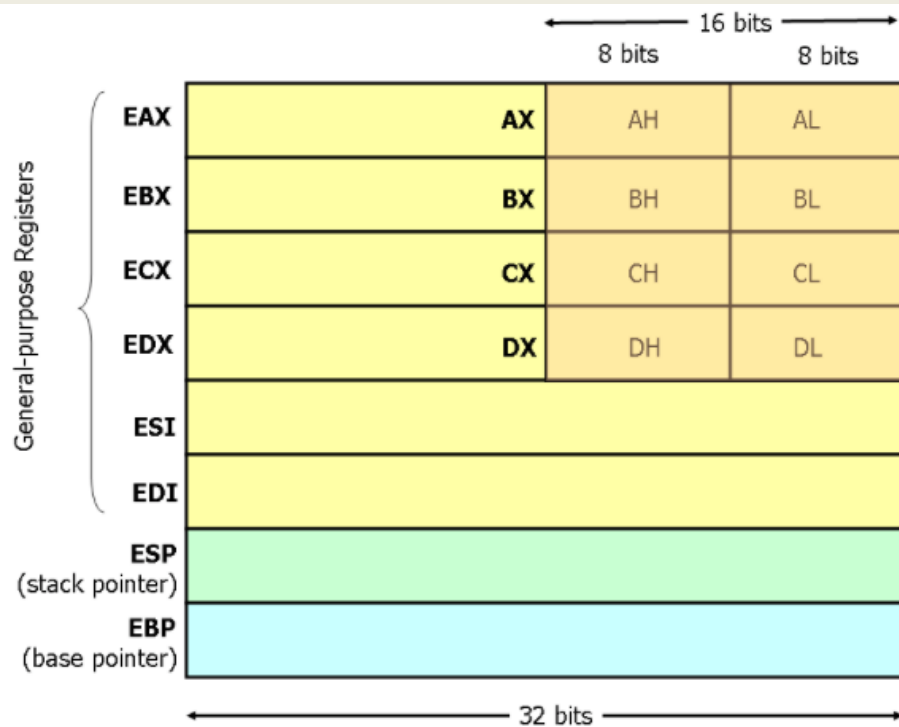 16 bits
8 bits 8 bits
General-purpose Registers
EAX AX AH AL
EBX BX BH BL
ECX CX CH CL
EDX DX DH DL
ESI
EDI
ESP
(stack pointer)
EBP
(base pointer)
32 bits